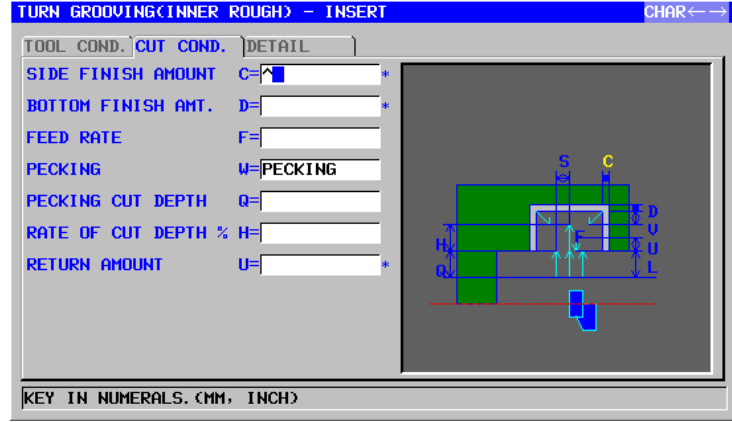 TURN GROOVING(INNER ROUGH) - INSERT CHAR←→
TOOL COND. CUT COND. DETAIL
SIDE FINISH AMOUNT C=^ *
BOTTOM FINISH AMT. D= *
FEED RATE F=
PECKING W=PECKING
PECKING CUT DEPTH Q=
RATE OF CUT DEPTH % H=
RETURN AMOUNT U= *
S C
D
V
F
H U
Q L
KEY IN NUMERALS.(MM, INCH)